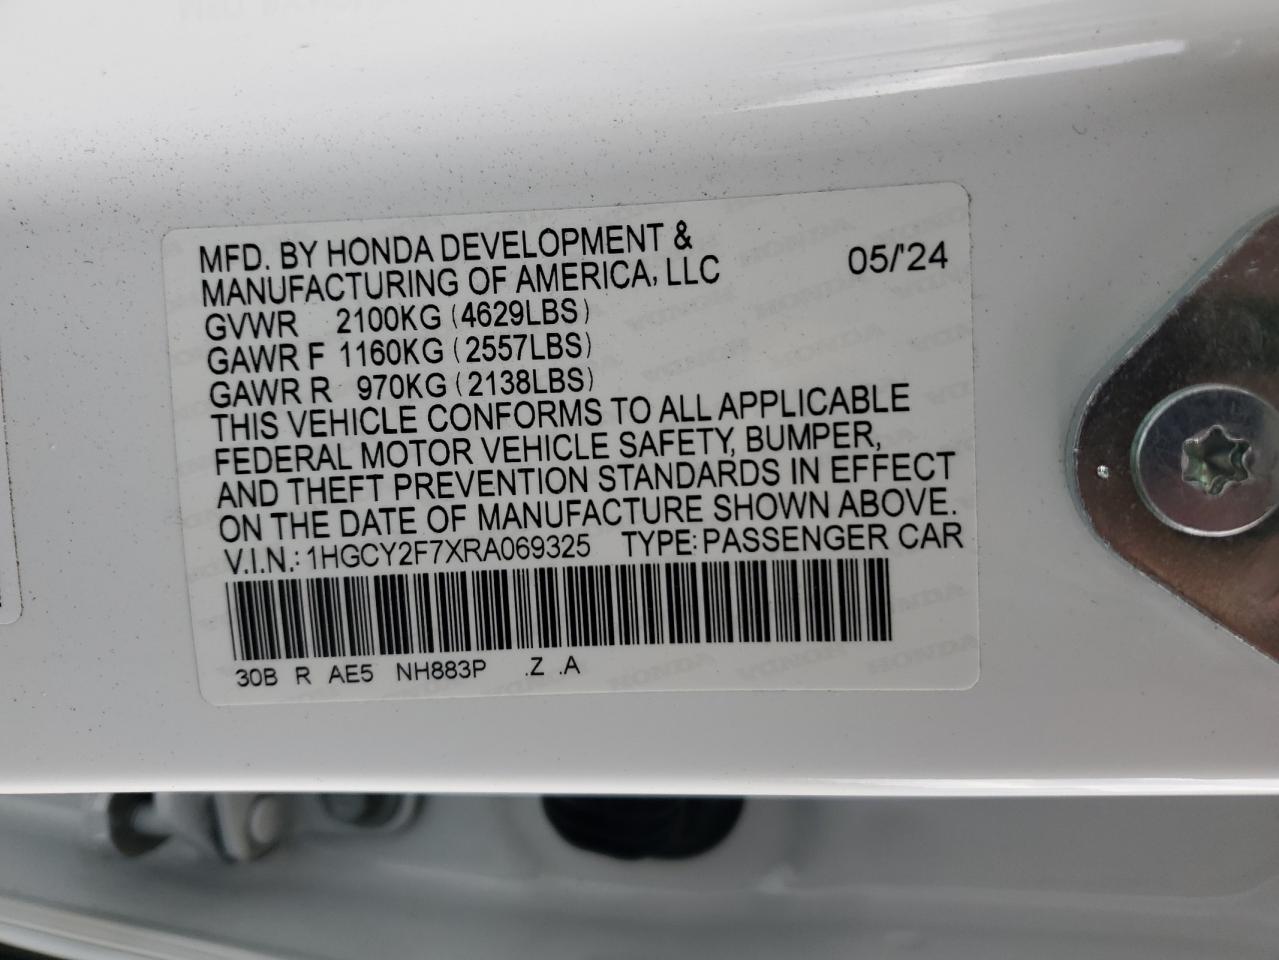 MFD. BY HONDA DEVELOPMENT &
MANUFACTURING OF AMERICA, LLC 05/'24
GVWR 2100KG (4629LBS)
GAWR F 1160KG (2557LBS)
GAWR R 970KG (2138LBS)
THIS VEHICLE CONFORMS TO ALL APPLICABLE
FEDERAL MOTOR VEHICLE SAFETY, BUMPER,
AND THEFT PREVENTION STANDARDS IN EFFECT
ON THE DATE OF MANUFACTURE SHOWN ABOVE.
V.I.N.: 1HGCY2F7XRA069325 TYPE: PASSENGER CAR
30B R AE5 NH883P .Z .A